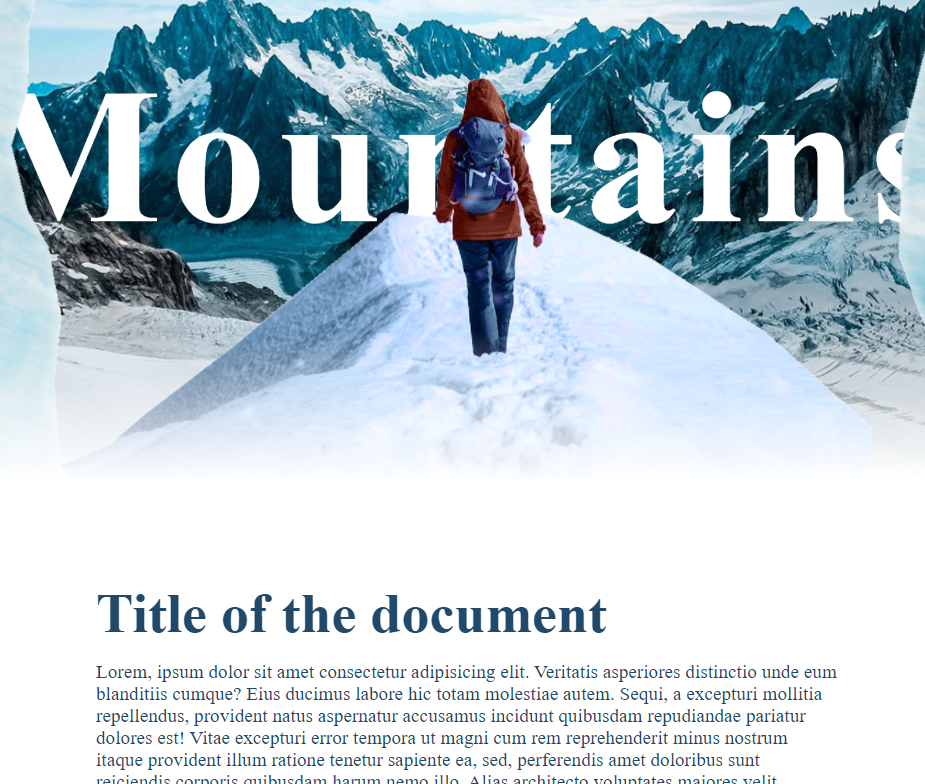 Mountains
Title of the document
Lorem, ipsum dolor sit amet consectetur adipisicing elit. Veritatis asperiores distinctio unde eum
blanditiis cumque? Eius ducimus labore hic totam molestiae autem. Sequi, a excepturi mollitia
repellendus, provident natus aspernatur accusamus incidunt quibusdam repudiandae pariatur
dolores est! Vitae excepturi error tempora ut magni cum rem reprehenderit minus nostrum
itaque provident illum ratione tenetur sapiente ea, sed, perferendis amet doloribus sunt
reiciendis corporis quibusdam harum nemo illo. Alias architecto voluptates maiores velit